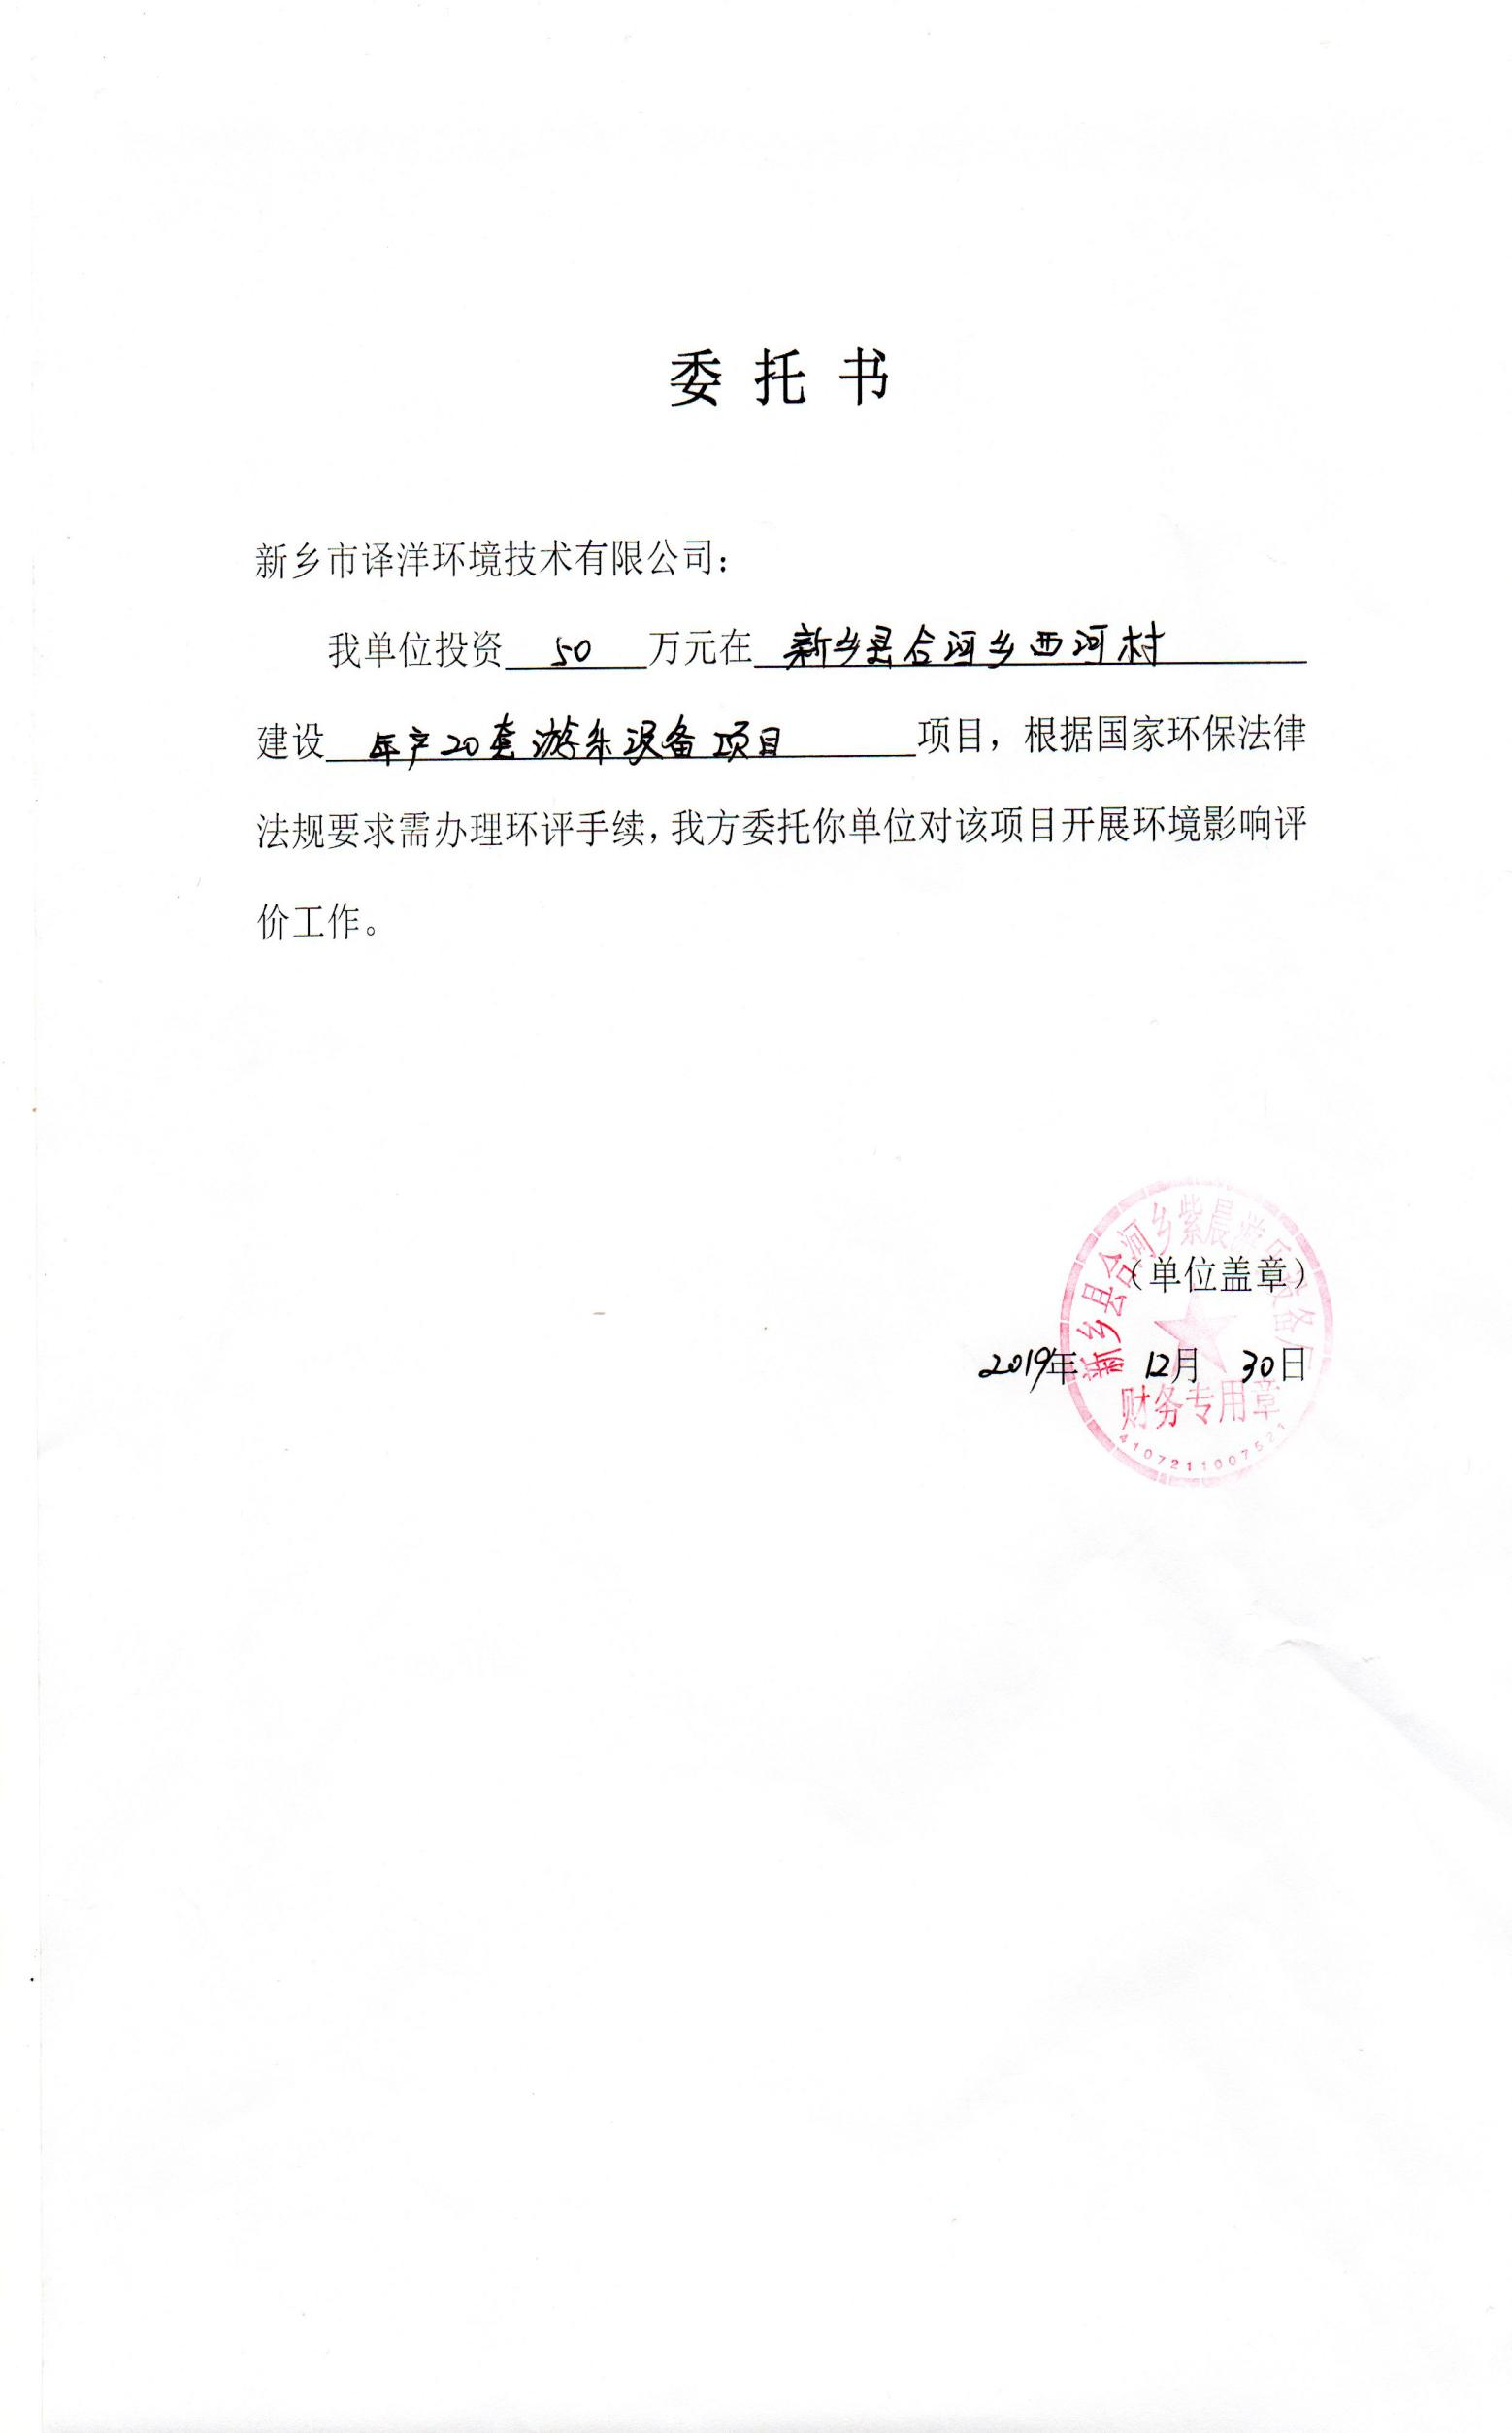 委托书
新乡市译洋环境技术有限公司：
我单位投资 50 万元在 新乡县合河乡西河村
建设 年产20套游乐设备项目 项目，根据国家环保法律
法规要求需办理环评手续，我方委托你单位对该项目开展环境影响评
价工作。
新乡县合河乡紫晨游乐设备厂
（单位盖章）
2019年 12月 30日
财务专用章
4107211007521